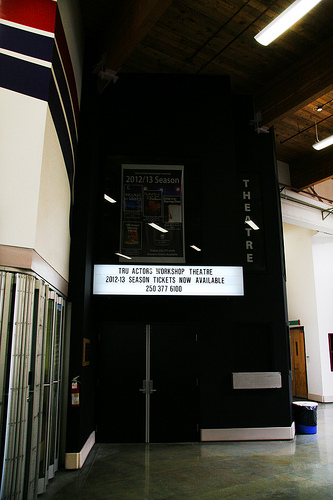 2012/13 Season
THEATRE
TRU ACTORS WORKSHOP THEATRE
2012-13 SEASON TICKETS NOW AVAILABLE
250 377 6100